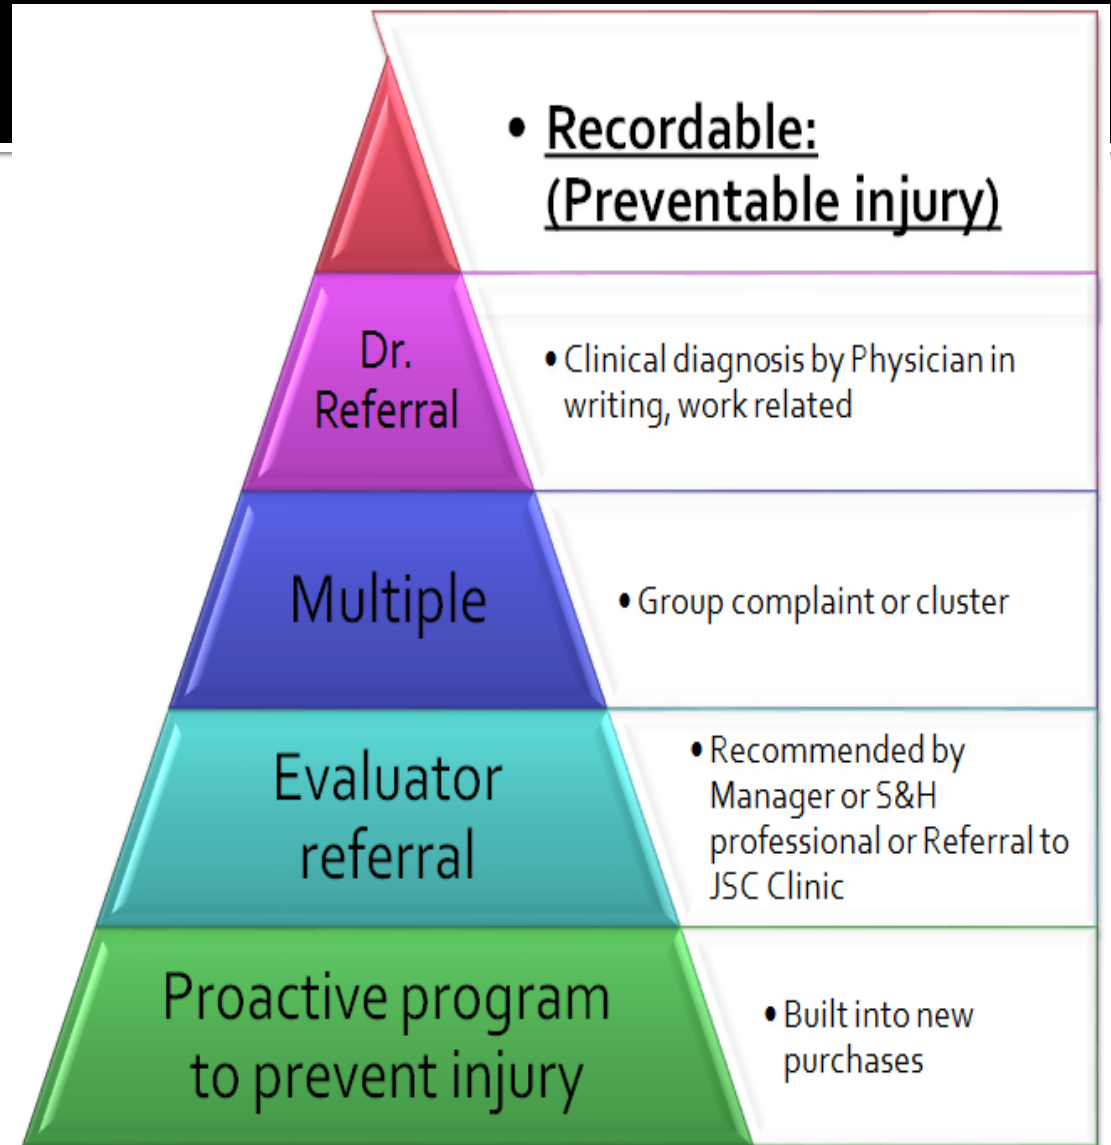 • Recordable:
(Preventable injury)
Dr.
Referral
• Clinical diagnosis by Physician in
writing, work related
Multiple
• Group complaint or cluster
Evaluator
referral
• Recommended by
Manager or S&H
professional or Referral to
JSC Clinic
Proactive program
to prevent injury
• Built into new
purchases